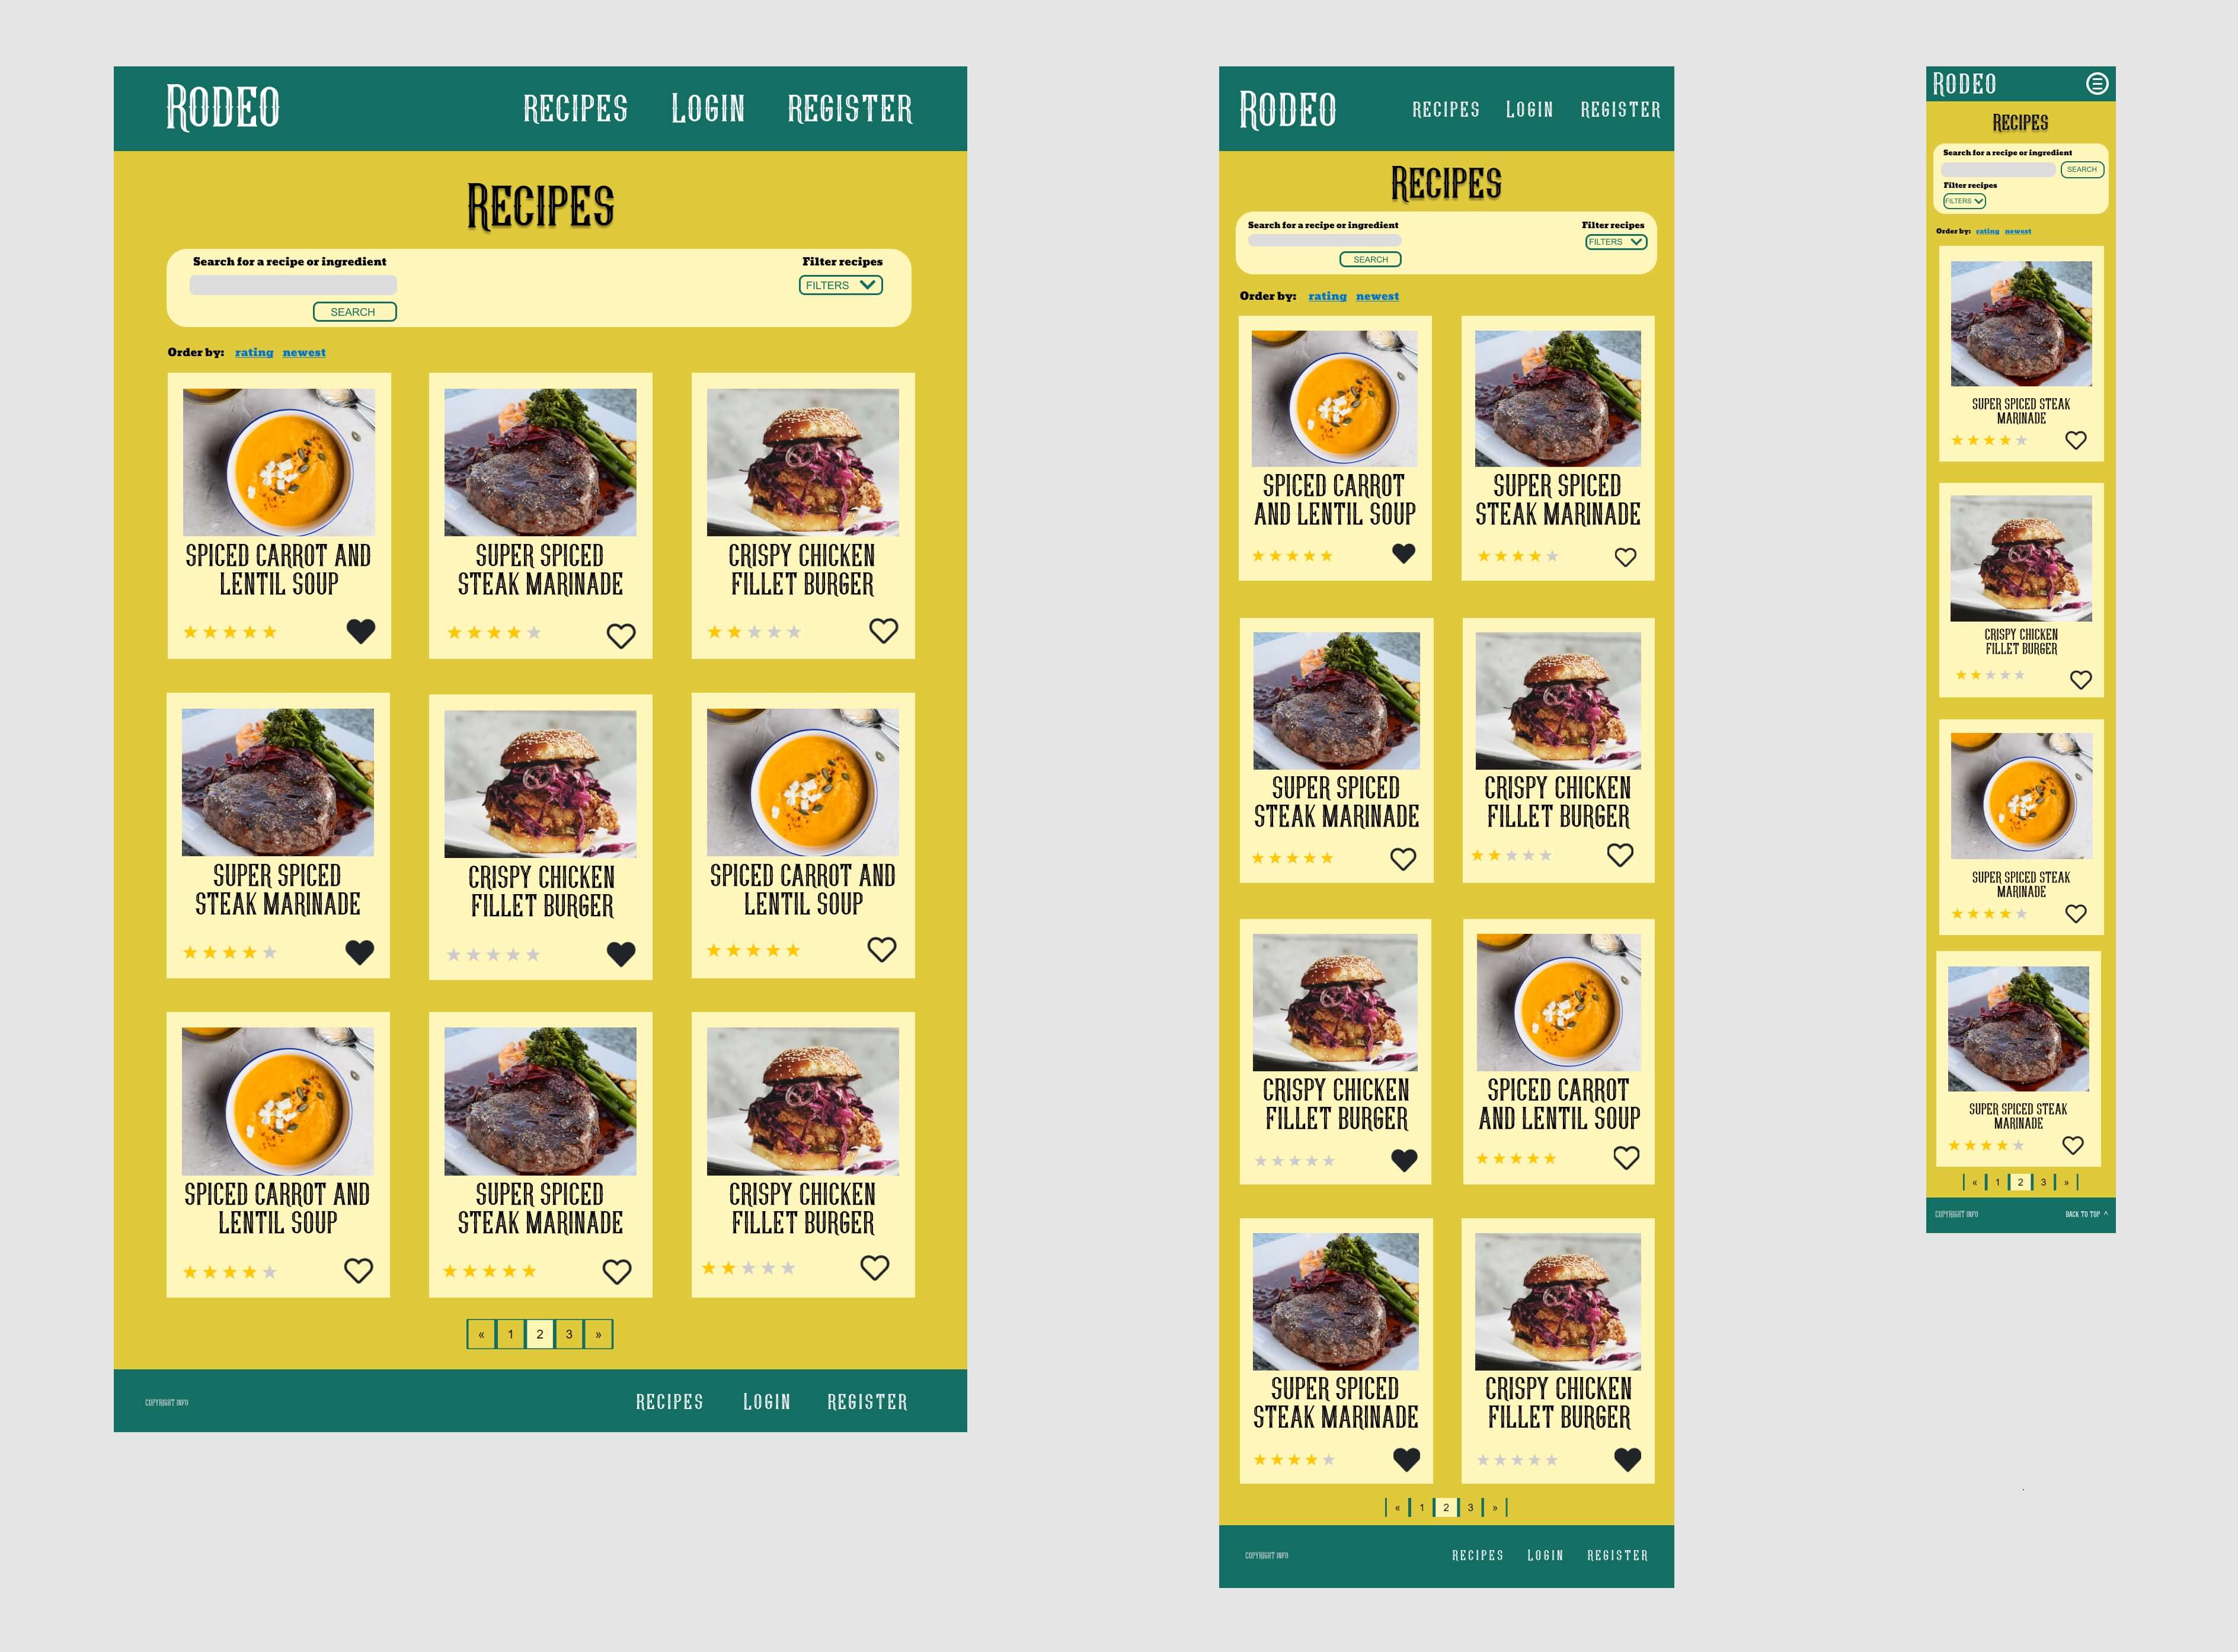 RODEO
RECIPES LOGIN REGISTER
RECIPES
Search for a recipe or ingredient
Filter recipes
FILTERS
SEARCH
Order by: rating newest
SPICED CARROT AND
LENTIL SOUP
SUPER SPICED
STEAK MARINADE
CRISPY CHICKEN
FILLET BURGER
SUPER SPICED
STEAK MARINADE
CRISPY CHICKEN
FILLET BURGER
SPICED CARROT AND
LENTIL SOUP
SPICED CARROT AND
LENTIL SOUP
SUPER SPICED
STEAK MARINADE
CRISPY CHICKEN
FILLET BURGER
« 1 2 3 »
COPYRIGHT INFO
RECIPES LOGIN REGISTER
RODEO
RECIPES LOGIN REGISTER
RECIPES
Search for a recipe or ingredient
Filter recipes
FILTERS
SEARCH
Order by: rating newest
SPICED CARROT
AND LENTIL SOUP
SUPER SPICED
STEAK MARINADE
SUPER SPICED
STEAK MARINADE
CRISPY CHICKEN
FILLET BURGER
CRISPY CHICKEN
FILLET BURGER
SPICED CARROT
AND LENTIL SOUP
SUPER SPICED
STEAK MARINADE
CRISPY CHICKEN
FILLET BURGER
« 1 2 3 »
COPYRIGHT INFO
RECIPES LOGIN REGISTER
RODEO
RECIPES
Search for a recipe or ingredient
SEARCH
Filter recipes
FILTERS
Order by: rating newest
SUPER SPICED STEAK
MARINADE
CRISPY CHICKEN
FILLET BURGER
SUPER SPICED STEAK
MARINADE
SUPER SPICED STEAK
MARINADE
« 1 2 3 »
COPYRIGHT INFO
BACK TO TOP ^